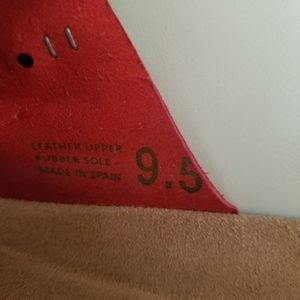 LEATHER UPPER
RUBBER SOLE
MADE IN SPAIN
9.5